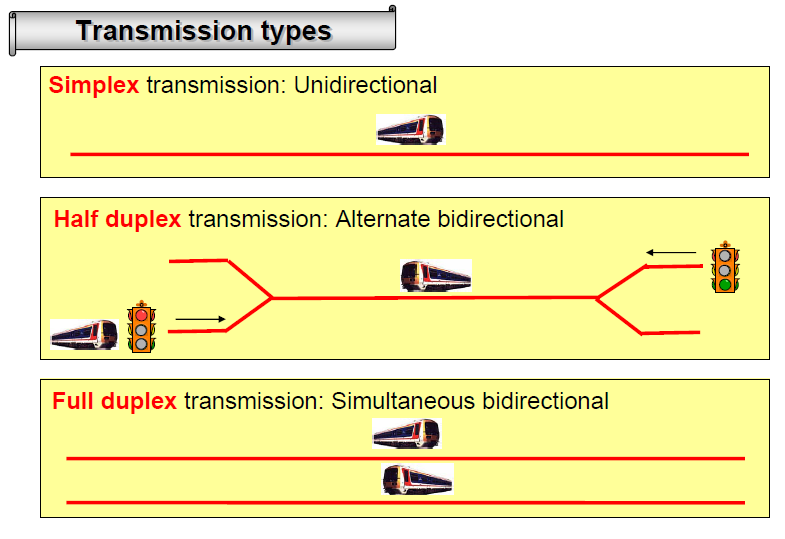 Transmission types
Simplex transmission: Unidirectional
Half duplex transmission: Alternate bidirectional
Full duplex transmission: Simultaneous bidirectional